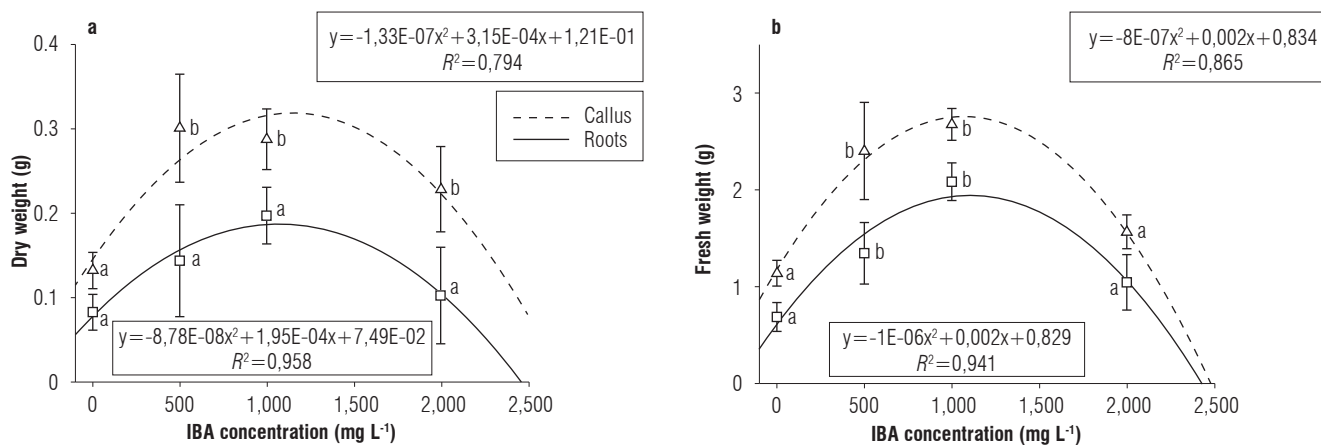 a
y=-1,33E-07x²+3,15E-04x+1,21E-01
R²=0,794
Callus
Roots
0.4
0.3
0.2
0.1
0
Dry weight (g)
a
b
b
b
a
a
a
a
y=-8,78E-08x²+1,95E-04x+7,49E-02
R²=0,958
0 500 1,000 1,500 2,000 2,500
IBA concentration (mg L⁻¹)
b
y=-8E-07x²+0,002x+0,834
R²=0,865
3
2
1
0
Fresh weight (g)
a
b
b
a
a
b
b
a
y=-1E-06x²+0,002x+0,829
R²=0,941
0 500 1,000 1,500 2,000 2,500
IBA concentration (mg L⁻¹)